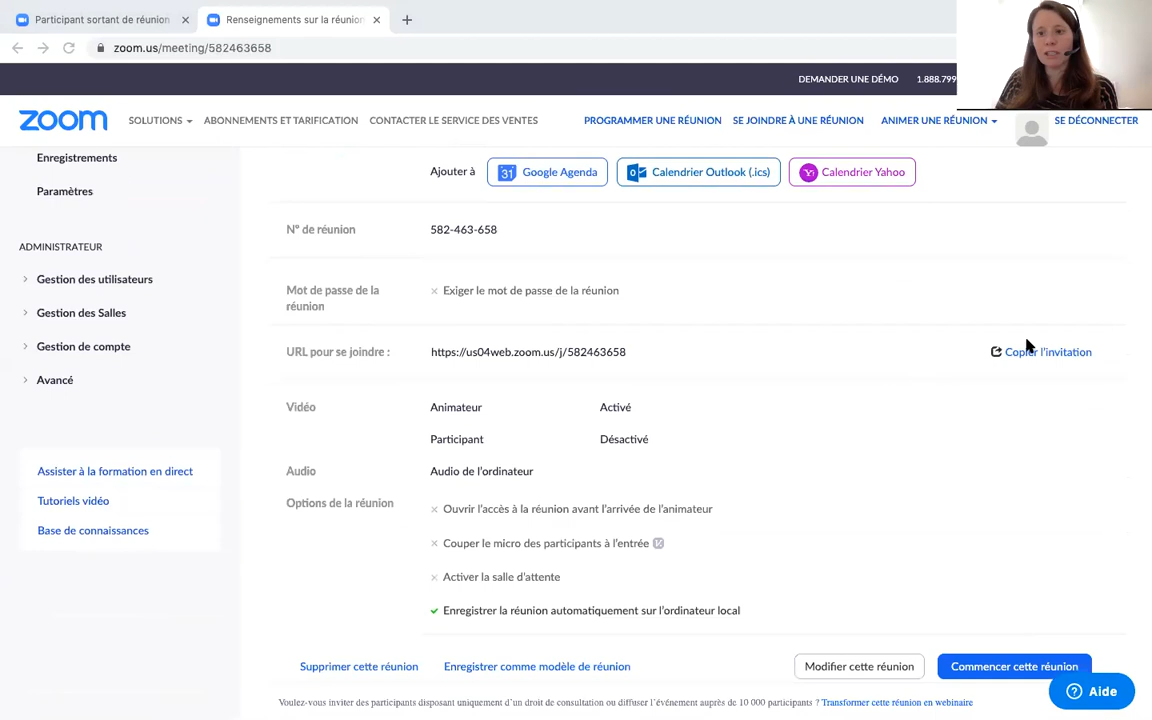 Participant sortant de réunion
Renseignements sur la réunion
zoom.us/meeting/582463658
DEMANDER UNE DÉMO 1.888.799
zoom SOLUTIONS ABONNEMENTS ET TARIFICATION CONTACTER LE SERVICE DES VENTES PROGRAMMER UNE RÉUNION SE JOINDRE À UNE RÉUNION ANIMER UNE RÉUNION SE DÉCONNECTER
Enregistrements
Paramètres
ADMINISTRATEUR
Gestion des utilisateurs
Gestion des Salles
Gestion de compte
Avancé
Assister à la formation en direct
Tutoriels vidéo
Base de connaissances
Ajouter à 31 Google Agenda Calendrier Outlook (.ics) Calendrier Yahoo
N° de réunion 582-463-658
Mot de passe de la
réunion
Exiger le mot de passe de la réunion
URL pour se joindre : https://us04web.zoom.us/j/582463658 Copier l'invitation
Vidéo Animateur Activé
Participant Désactivé
Audio Audio de l'ordinateur
Options de la réunion Ouvrir l'accès à la réunion avant l'arrivée de l'animateur
Couper le micro des participants à l'entrée
Activer la salle d'attente
Enregistrer la réunion automatiquement sur l'ordinateur local
Supprimer cette réunion Enregistrer comme modèle de réunion Modifier cette réunion Commencer cette réunion
Aide
Voulez-vous inviter des participants disposant uniquement d'un droit de consultation ou diffuser l'événement auprès de 10 000 participants ? Transformer cette réunion en webinaire